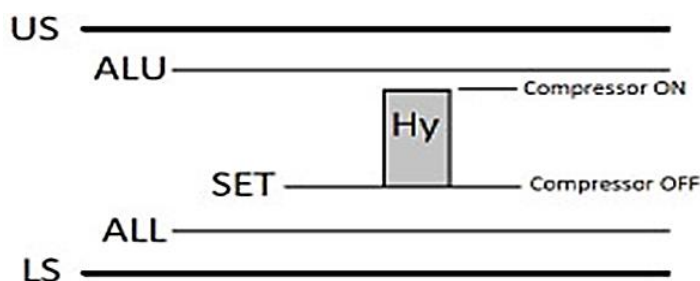 US
ALU
Compressor ON
Hy
SET
Compressor OFF
ALL
LS